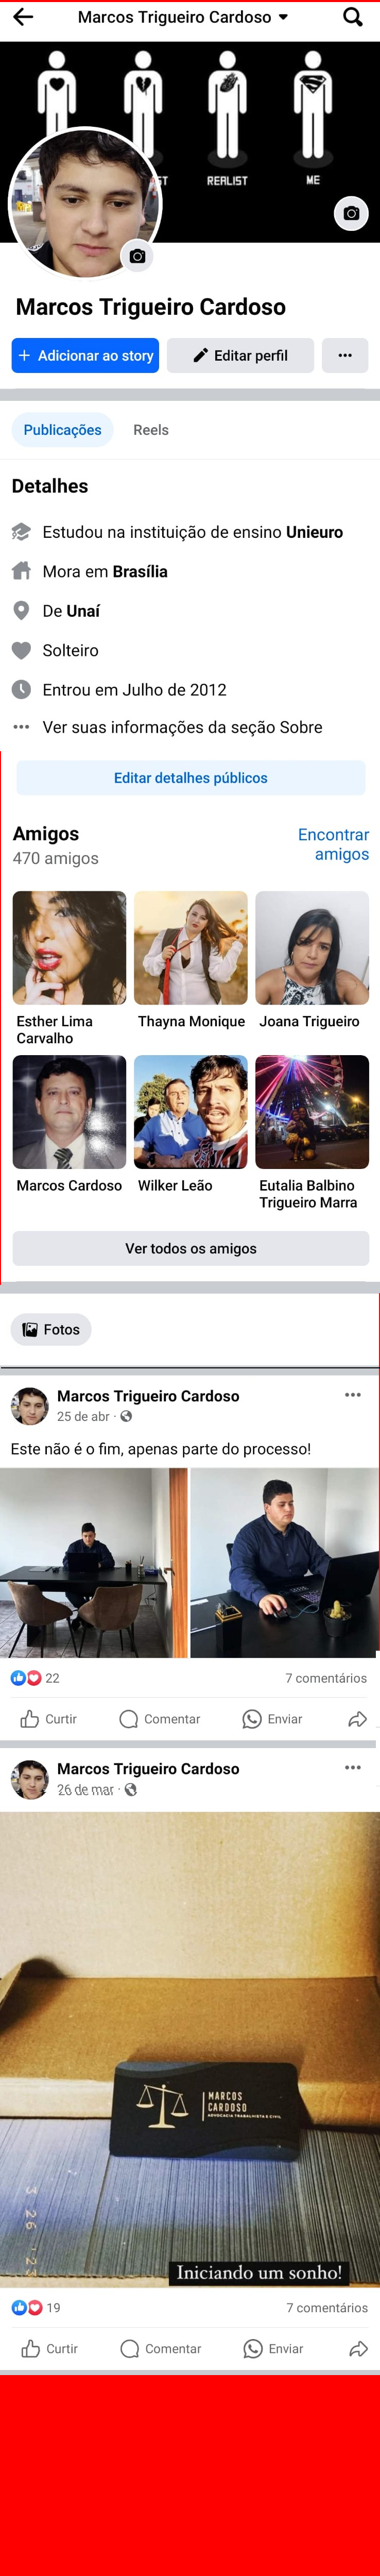 Marcos Trigueiro Cardoso
ST
REALIST
ME
Marcos Trigueiro Cardoso
+ Adicionar ao story
Editar perfil
Publicações
Reels
Detalhes
Estudou na instituição de ensino Unieuro
Mora em Brasília
De Unaí
Solteiro
Entrou em Julho de 2012
Ver suas informações da seção Sobre
Editar detalhes públicos
Amigos
470 amigos
Encontrar
amigos
Esther Lima
Carvalho
Thayna Monique
Joana Trigueiro
Marcos Cardoso
Wilker Leão
Eutalia Balbino
Trigueiro Marra
Ver todos os amigos
Fotos
Marcos Trigueiro Cardoso
25 de abr ·
Este não é o fim, apenas parte do processo!
22
7 comentários
Curtir
Comentar
Enviar
Marcos Trigueiro Cardoso
26 de mar ·
MARCOS
CARDOSO
ADVOCACIA TRABALHISTA E CIVIL
3 26 '23
Iniciando um sonho!
19
7 comentários
Curtir
Comentar
Enviar